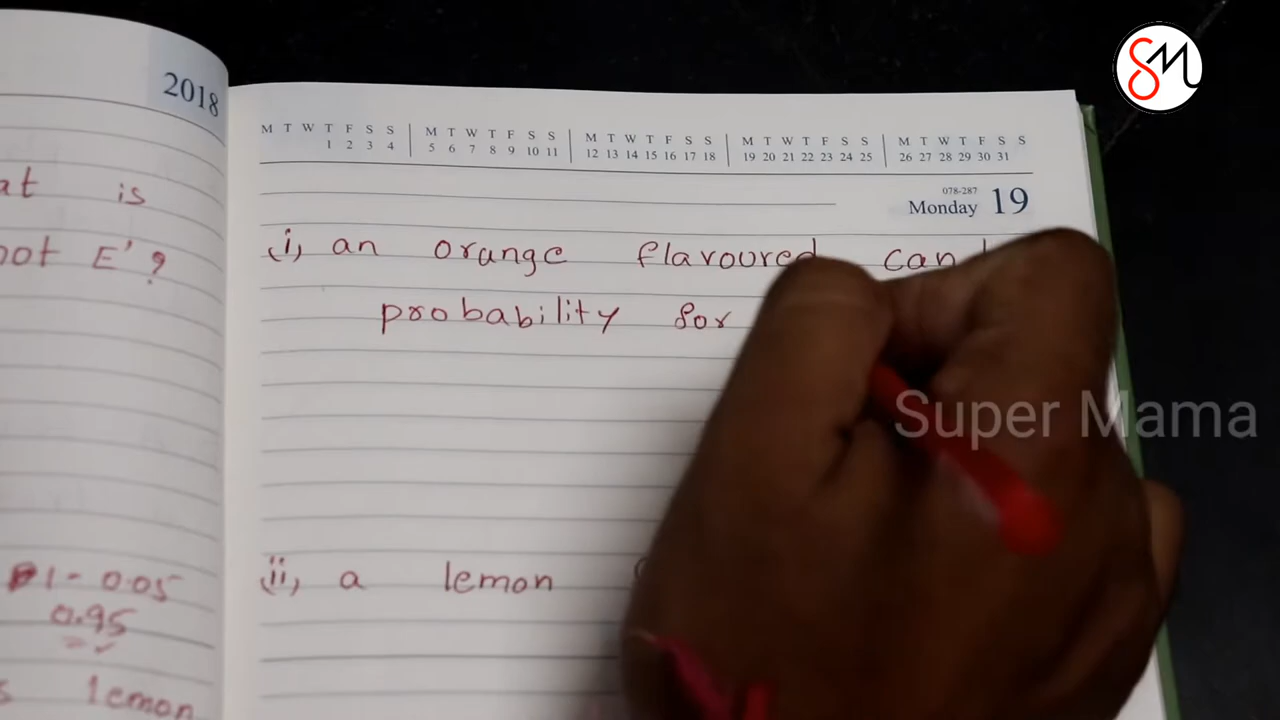 SM
2018
M T W T F S S M T W T F S S M T W T F S S M T W T F S S M T W T F S S
1 2 3 4 5 6 7 8 9 10 11 12 13 14 15 16 17 18 19 20 21 22 23 24 25 26 27 28 29 30 31
078-287
Monday 19
is
E' ?
(i) an orange flavoured
probability for
Super Mama
(ii) a lemon
1 - 0.05
0.95
lemon